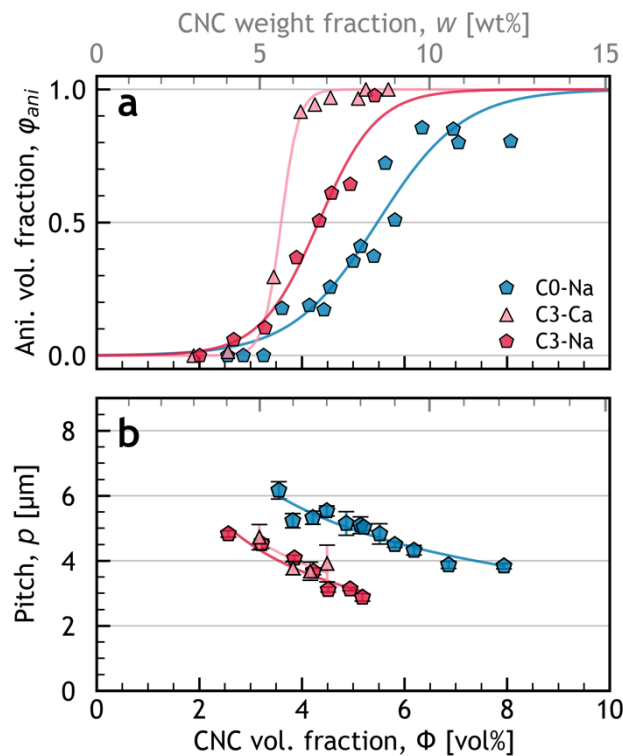 CNC weight fraction, w [wt%]
0 5 10 15
a
Ani. vol. fraction, φani
1.0
0.5
0.0
C0-Na
C3-Ca
C3-Na
b
Pitch, p [μm]
8
6
4
2
0
0 2 4 6 8 10
CNC vol. fraction, Φ [vol%]